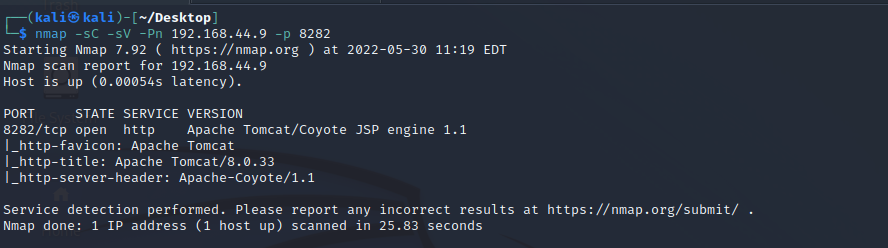 ┌──(kali㉿kali)-[~/Desktop]
└─$ nmap -sC -sV -Pn 192.168.44.9 -p 8282
Starting Nmap 7.92 ( https://nmap.org ) at 2022-05-30 11:19 EDT
Nmap scan report for 192.168.44.9
Host is up (0.00054s latency).

PORT     STATE SERVICE VERSION
8282/tcp open  http    Apache Tomcat/Coyote JSP engine 1.1
|_http-favicon: Apache Tomcat
|_http-title: Apache Tomcat/8.0.33
|_http-server-header: Apache-Coyote/1.1

Service detection performed. Please report any incorrect results at https://nmap.org/submit/ .
Nmap done: 1 IP address (1 host up) scanned in 25.83 seconds